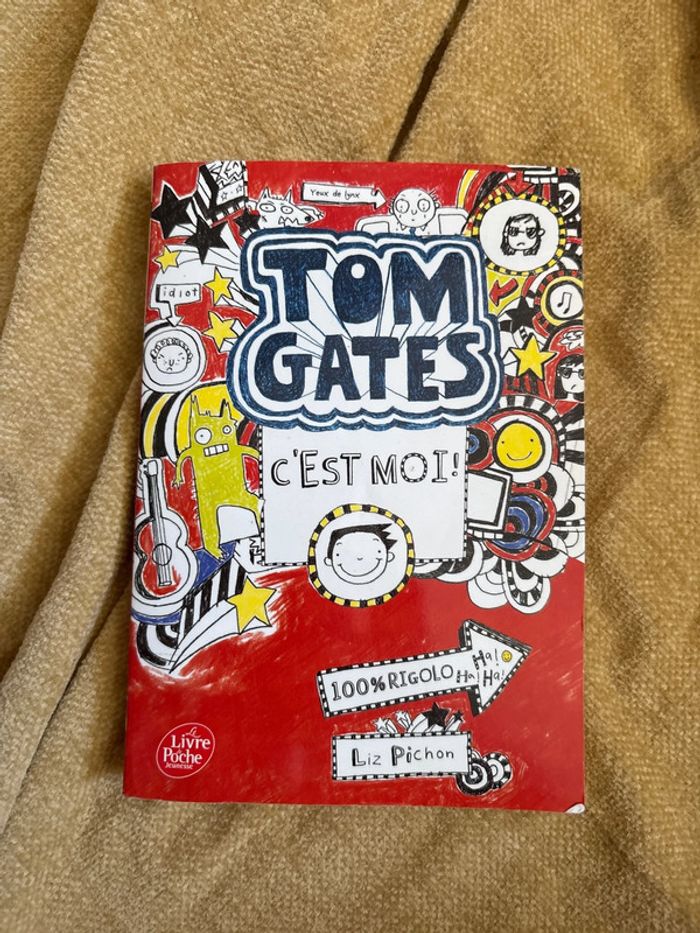 Yeux de lynx
idiot
TOM
GATES
C'EST MOI!
100% RIGOLO
Ha!
Ha! Ha!
Liz Pichon
Le
Livre
de
Poche
Jeunesse